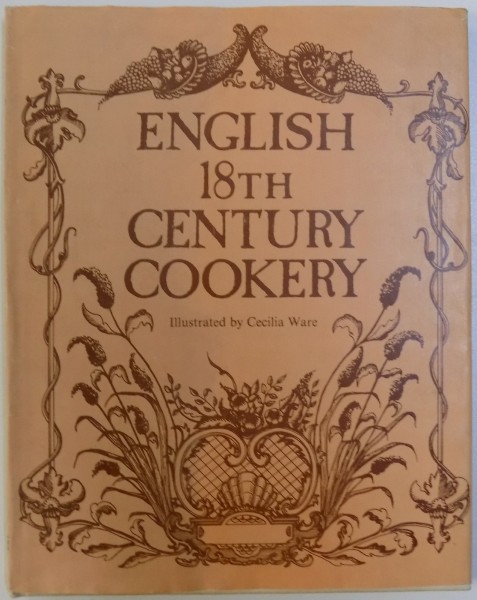 ENGLISH
18TH
CENTURY
COOKERY
Illustrated by Cecilia Ware